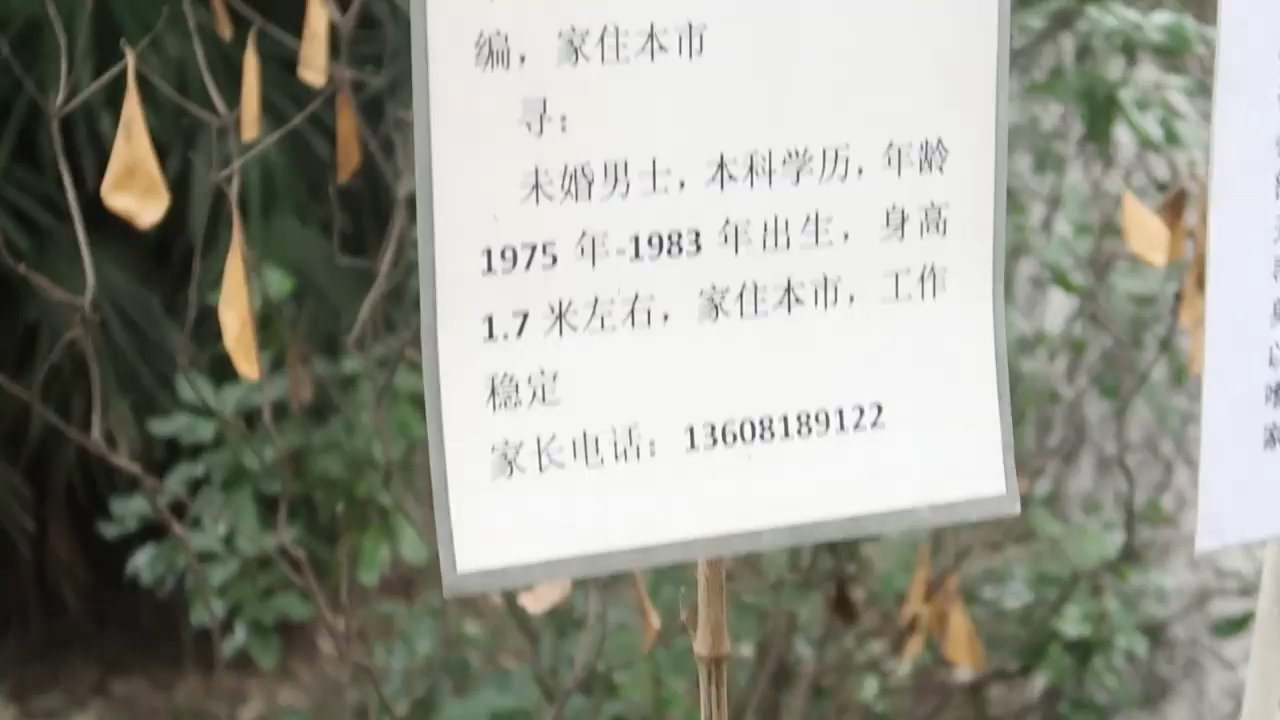 编，家住本市
寻：
未婚男士，本科学历，年龄
1975 年-1983 年出生，身高
1.7 米左右，家住本市，工作
稳定
家长电话：13608189122
家